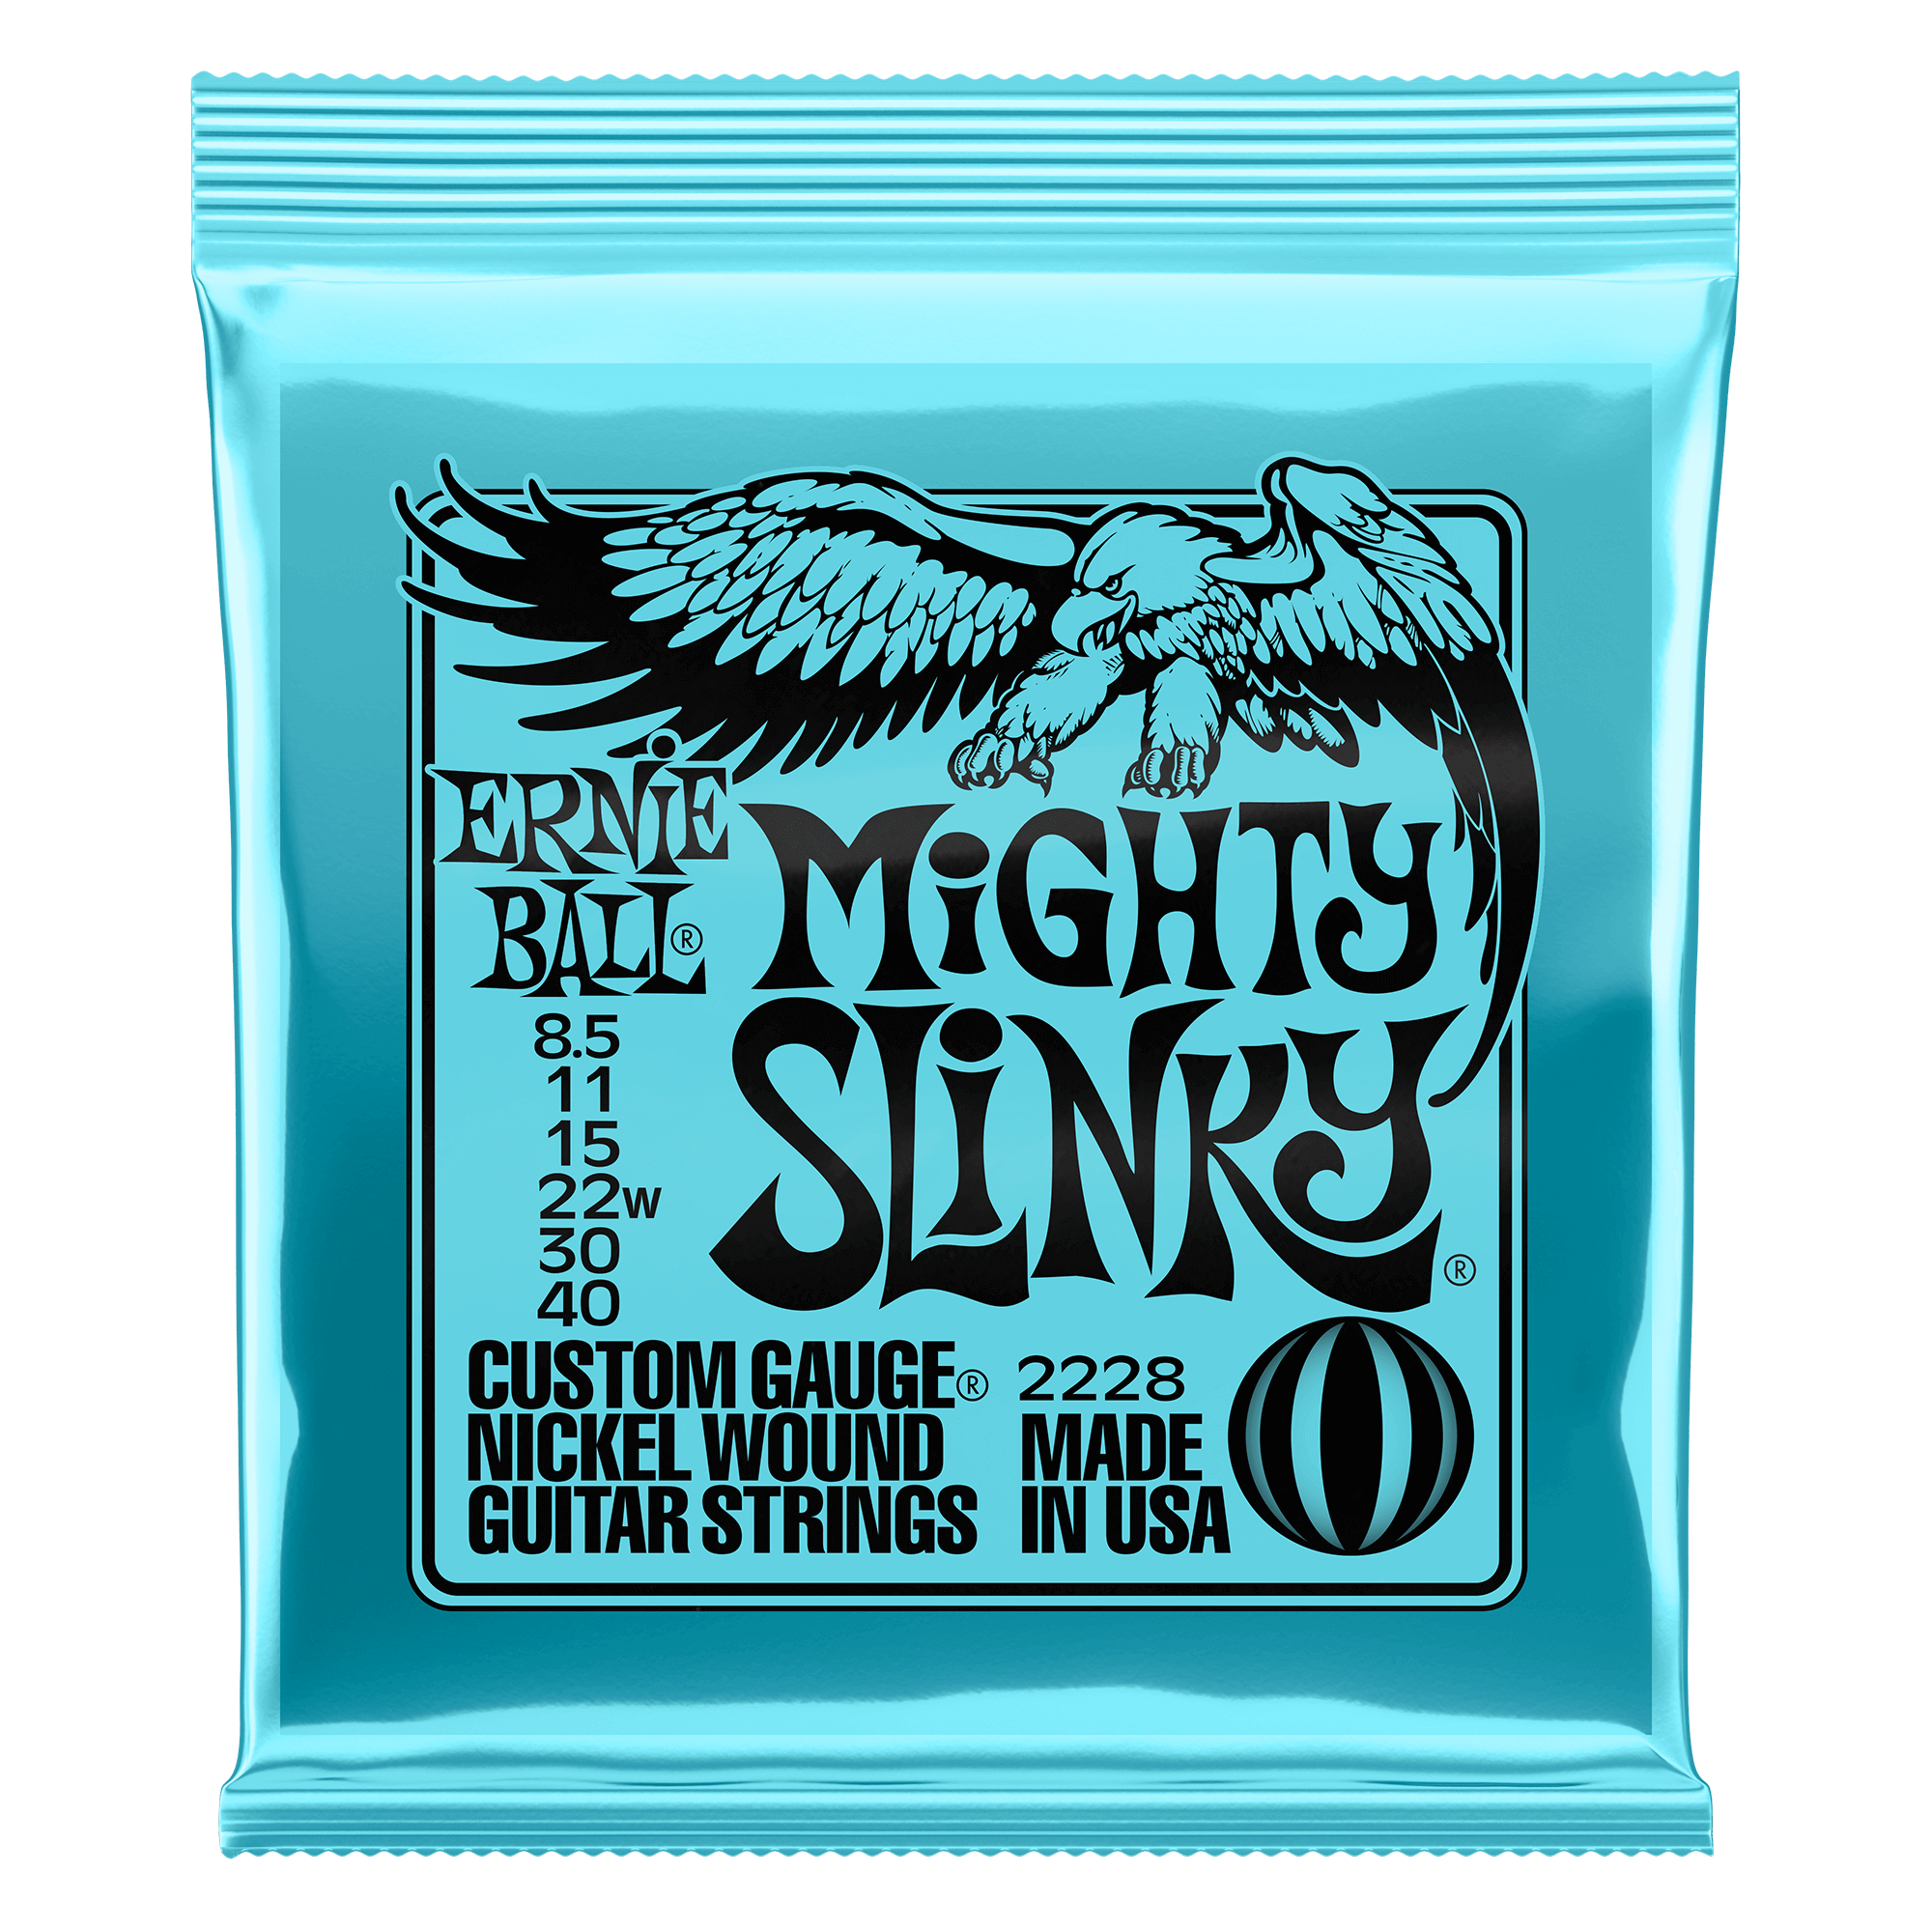 ERNiE
BALL®
MiGHTY
SLiNKY®
8.5
11
15
22W
30
40
CUSTOM GAUGE®
NICKEL WOUND
GUITAR STRINGS
2228
MADE
IN USA